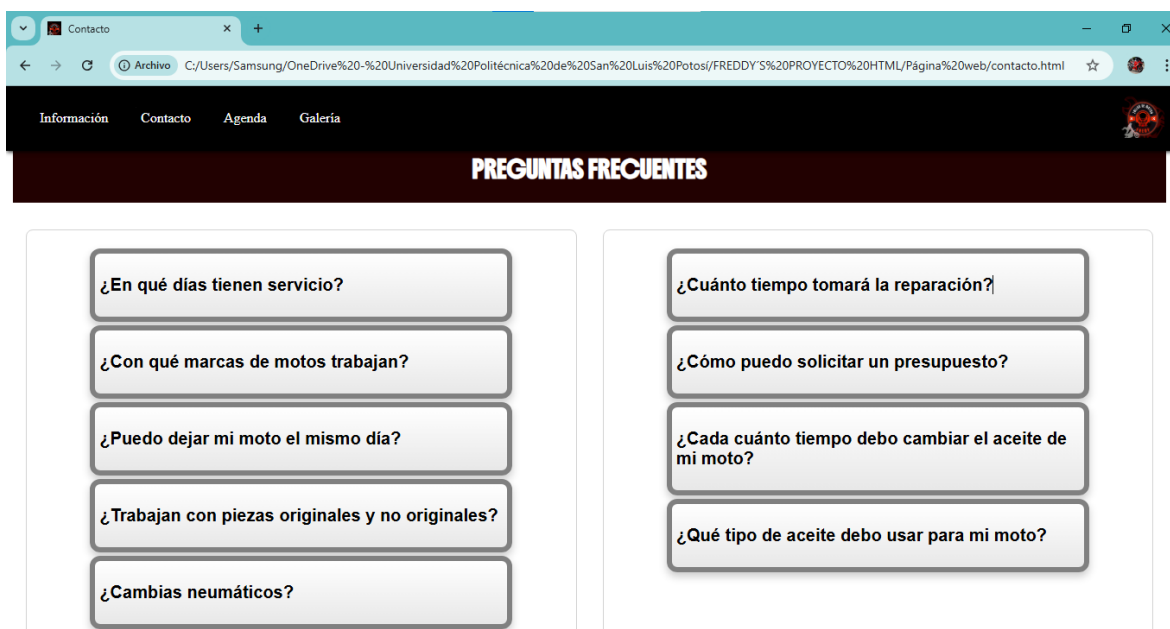 Contacto
Archivo C:/Users/Samsung/OneDrive%20-%20Universidad%20Politécnica%20de%20San%20Luis%20Potosí/FREDDY´S%20PROYECTO%20HTML/Página%20web/contacto.html
Información Contacto Agenda Galería
PREGUNTAS FRECUENTES
¿En qué días tienen servicio?
¿Con qué marcas de motos trabajan?
¿Puedo dejar mi moto el mismo día?
¿Trabajan con piezas originales y no originales?
¿Cambias neumáticos?
¿Cuánto tiempo tomará la reparación?
¿Cómo puedo solicitar un presupuesto?
¿Cada cuánto tiempo debo cambiar el aceite de
mi moto?
¿Qué tipo de aceite debo usar para mi moto?